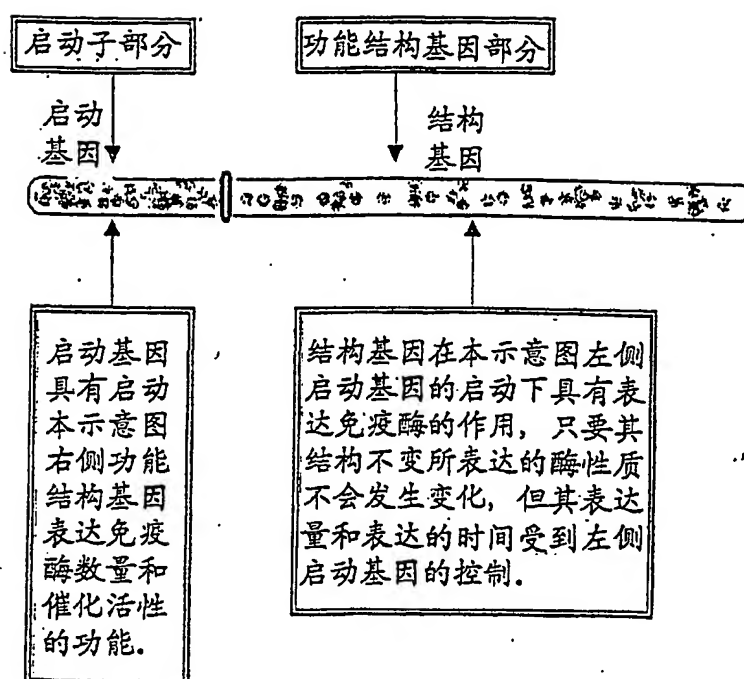 启动子部分
功能结构基因部分
启动
基因
结构
基因
启动基因
具有启动
本示意图
右侧功能
结构基因
表达免疫
酶数量和
催化活性
的功能.
结构基因在本示意图左侧
启动基因的启动下具有表
达免疫酶的作用, 只要其
结构不变所表达的酶性质
不会发生变化, 但其表达
量和表达的时间受到左侧
启动基因的控制.